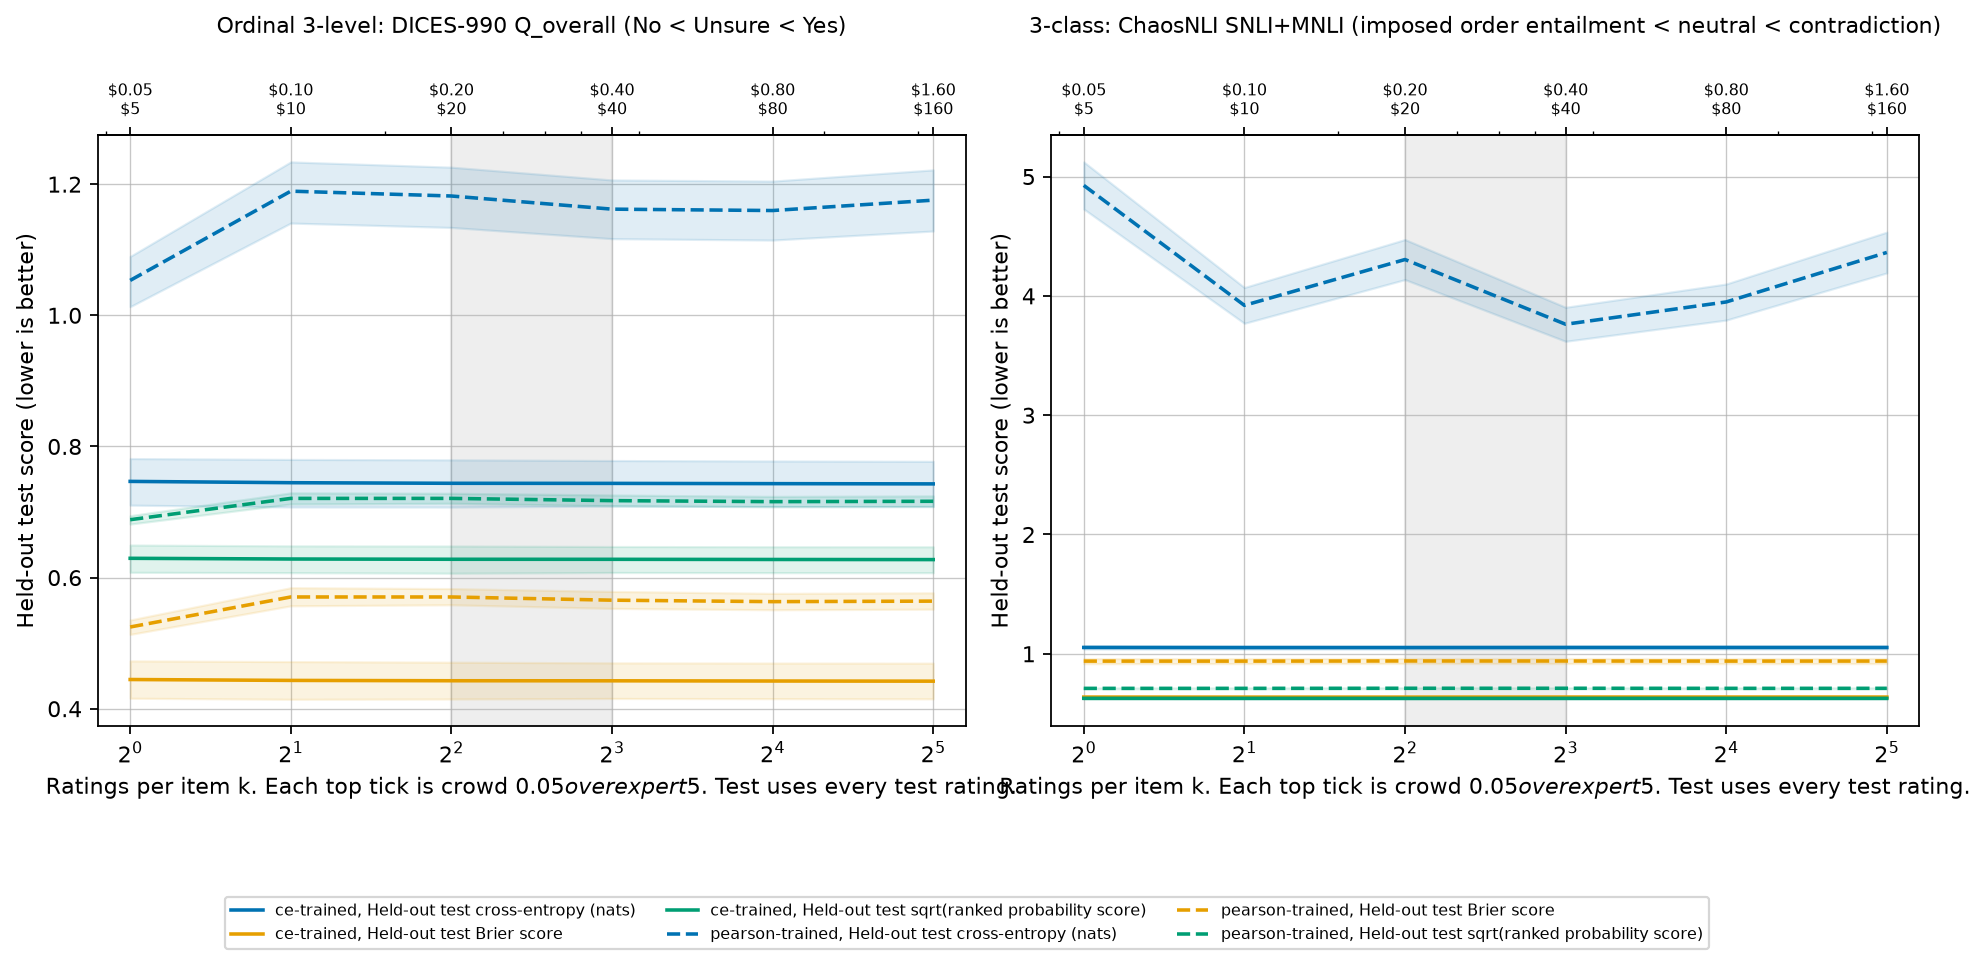 Ordinal 3-level: DICES-990 Q_overall (No < Unsure < Yes)
$0.05 $0.10 $0.20 $0.40 $0.80 $1.60
$5 $10 $20 $40 $80 $160
Held-out test score (lower is better)
1.2
1.0
0.8
0.6
0.4
2^0 2^1 2^2 2^3 2^4 2^5
Ratings per item k. Each top tick is crowd 0.05overexpert5. Test uses every test rating.
3-class: ChaosNLI SNLI+MNLI (imposed order entailment < neutral < contradiction)
$0.05 $0.10 $0.20 $0.40 $0.80 $1.60
$5 $10 $20 $40 $80 $160
Held-out test score (lower is better)
5
4
3
2
1
2^0 2^1 2^2 2^3 2^4 2^5
Ratings per item k. Each top tick is crowd 0.05overexpert5. Test uses every test rating.
ce-trained, Held-out test cross-entropy (nats)
ce-trained, Held-out test Brier score
ce-trained, Held-out test sqrt(ranked probability score)
pearson-trained, Held-out test cross-entropy (nats)
pearson-trained, Held-out test Brier score
pearson-trained, Held-out test sqrt(ranked probability score)